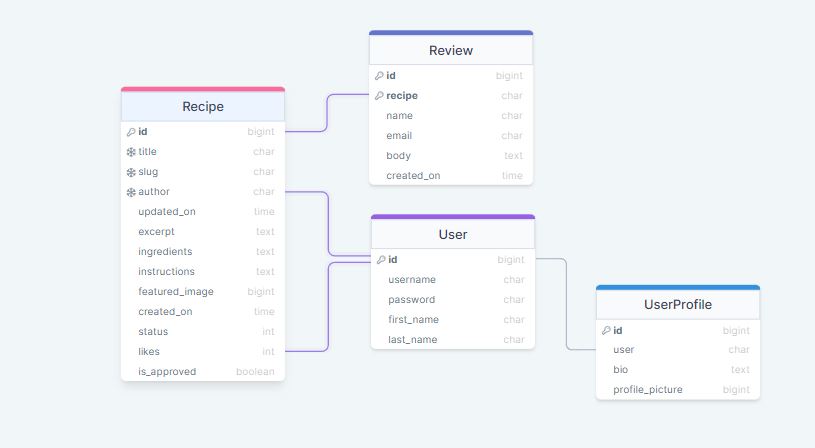 Recipe
id bigint
title char
slug char
author char
updated_on time
excerpt text
ingredients text
instructions text
featured_image bigint
created_on time
status int
likes int
is_approved boolean
Review
id bigint
recipe char
name char
email char
body text
created_on time
User
id bigint
username char
password char
first_name char
last_name char
UserProfile
id bigint
user char
bio text
profile_picture bigint